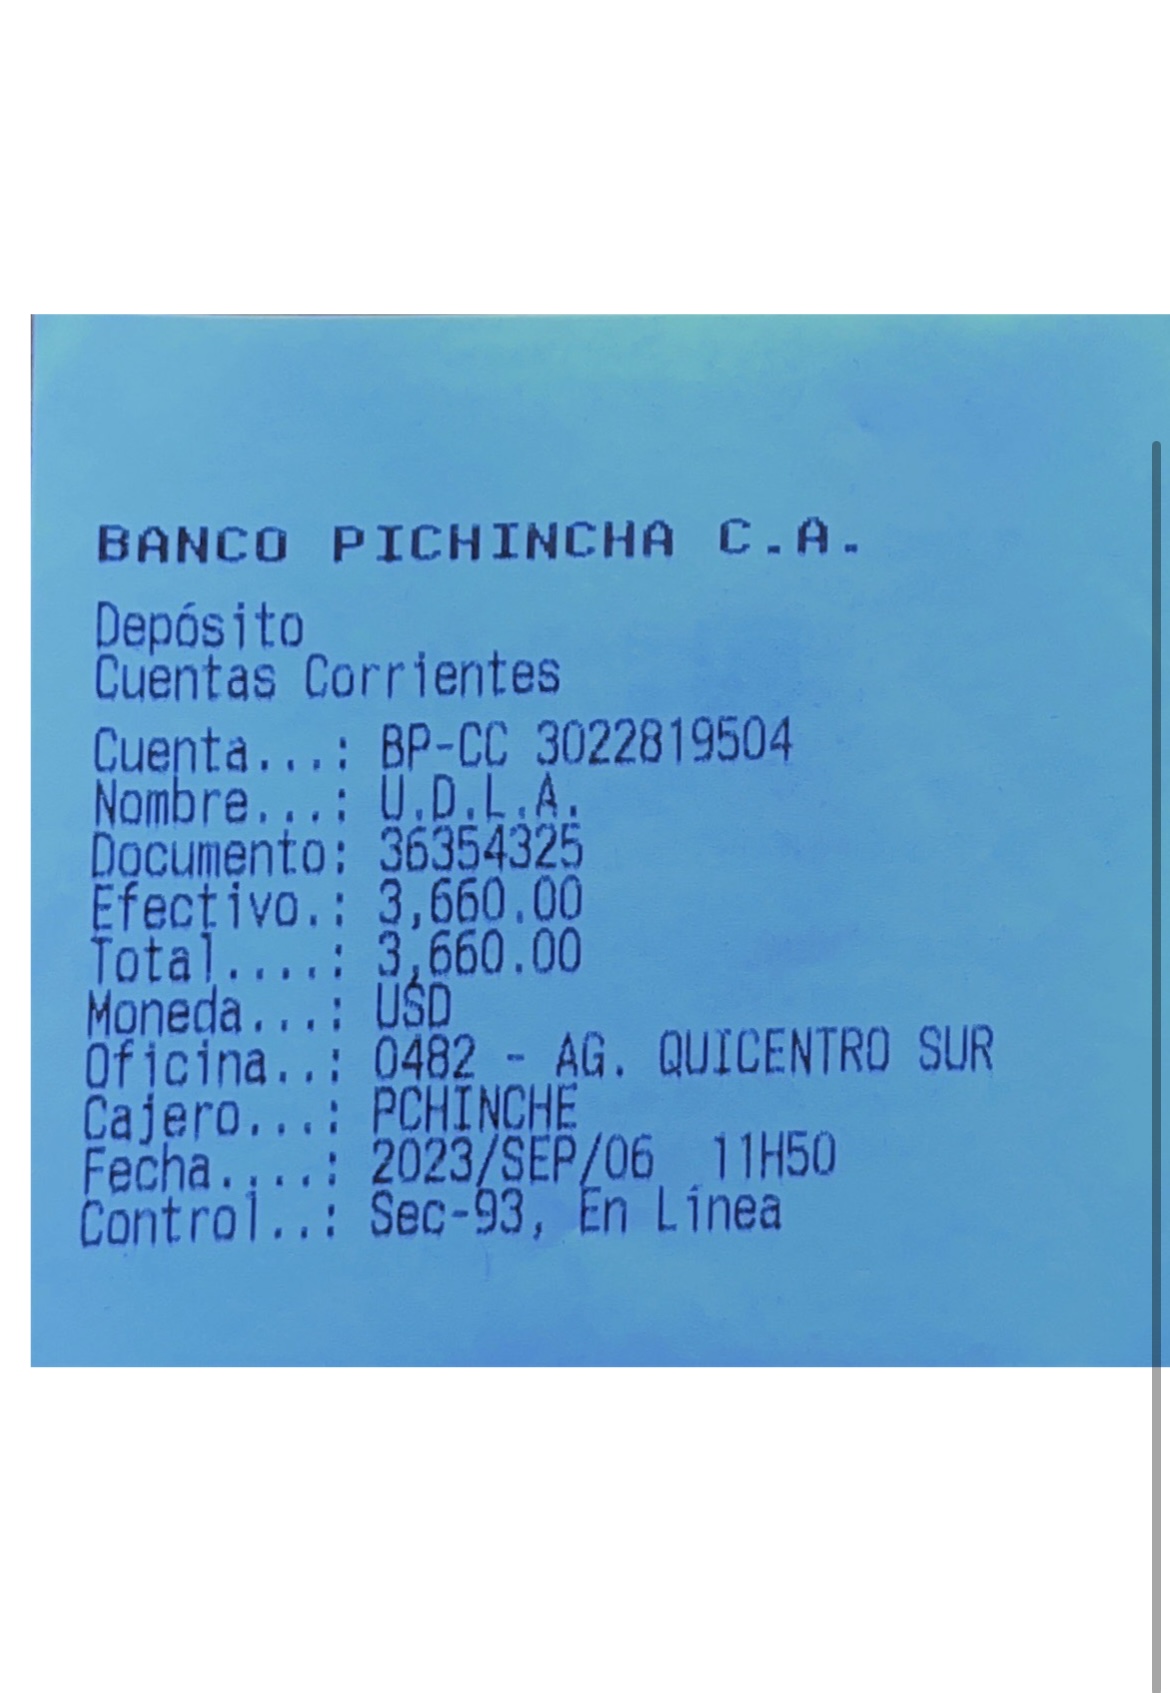 BANCO PICHINCHA C.A.
Depósito
Cuentas Corrientes
Cuenta...: BP-CC 3022819504
Nombre...: U.D.L.A.
Documento: 36354325
Efectivo.: 3,660.00
Total....: 3,660.00
Moneda...: USD
Oficina..: 0482 - AG. QUICENTRO SUR
Cajero...: PCHINCHE
Fecha....: 2023/SEP/06  11H50
Control..: Sec-93, En Línea